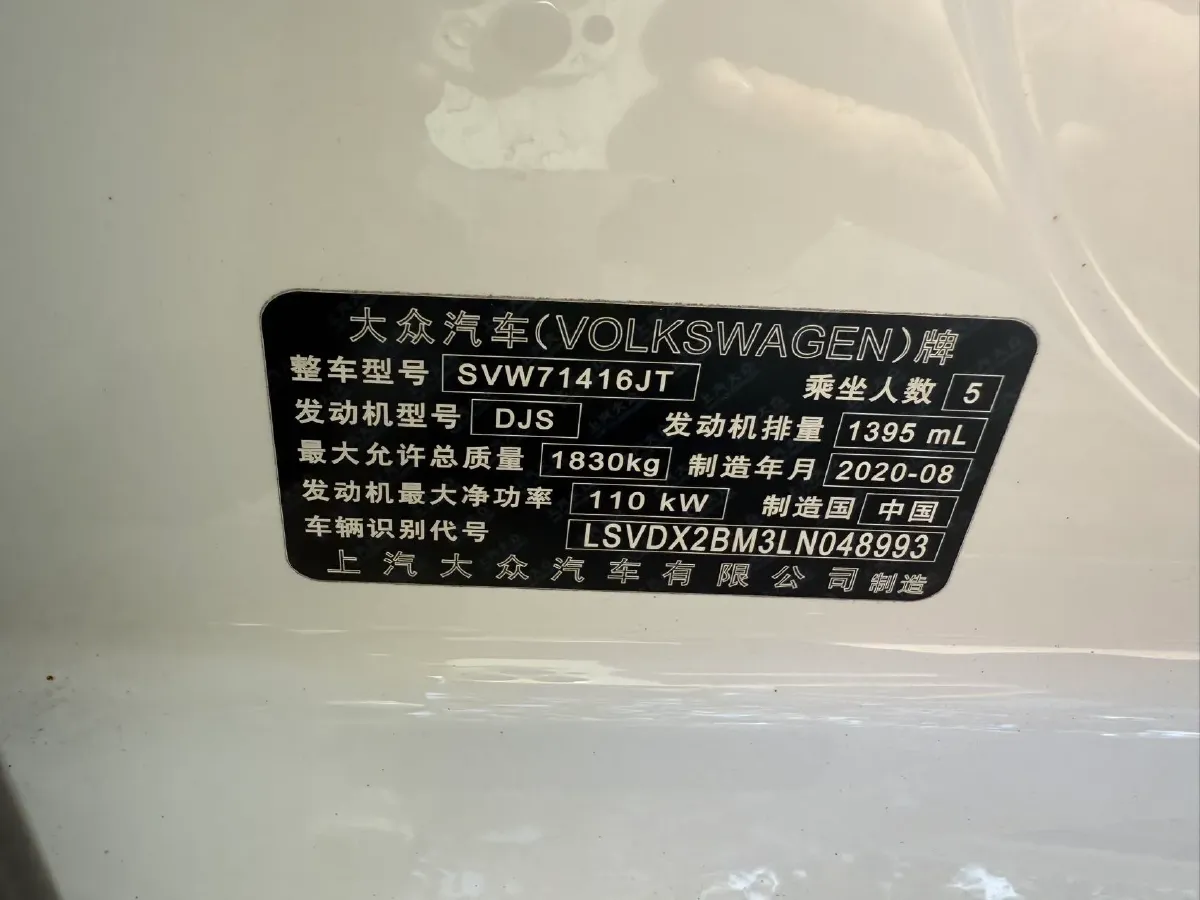 大众汽车(VOLKSWAGEN)牌
整车型号 SVW71416JT 乘坐人数 5
发动机型号 DJS 发动机排量 1395 mL
最大允许总质量 1830kg 制造年月 2020-08
发动机最大净功率 110 kW 制造国 中国
车辆识别代号 LSVDX2BM3LN048993
上汽大众汽车有限公司制造